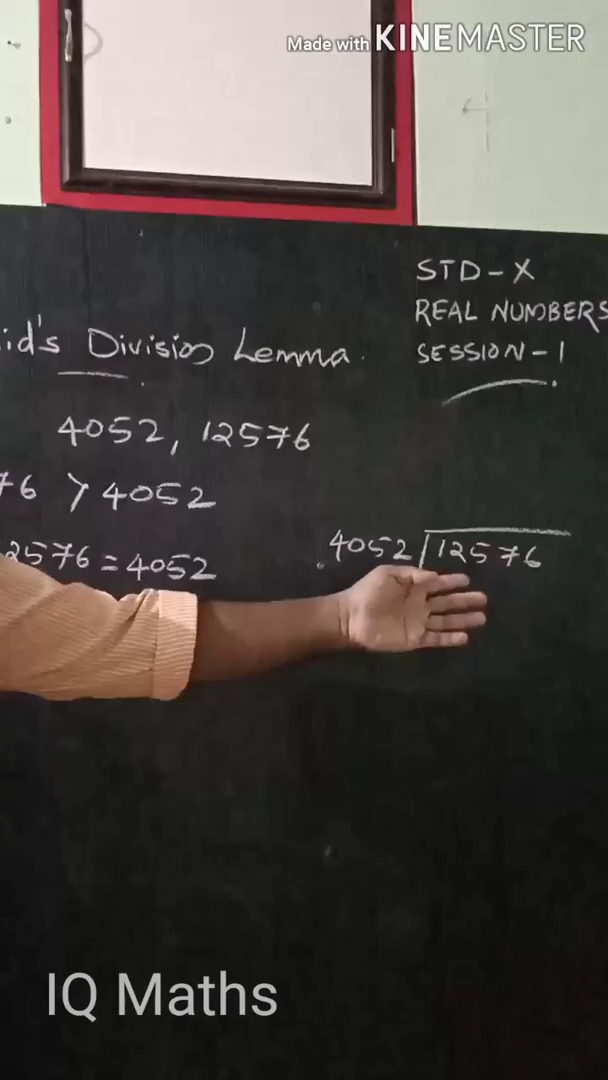 Made with KINEMASTER
STD-X
REAL NUMBERS
SESSION-1
id's Division Lemma.
4052, 12576
76 > 4052
2576 = 4052
4052 12576
IQ Maths